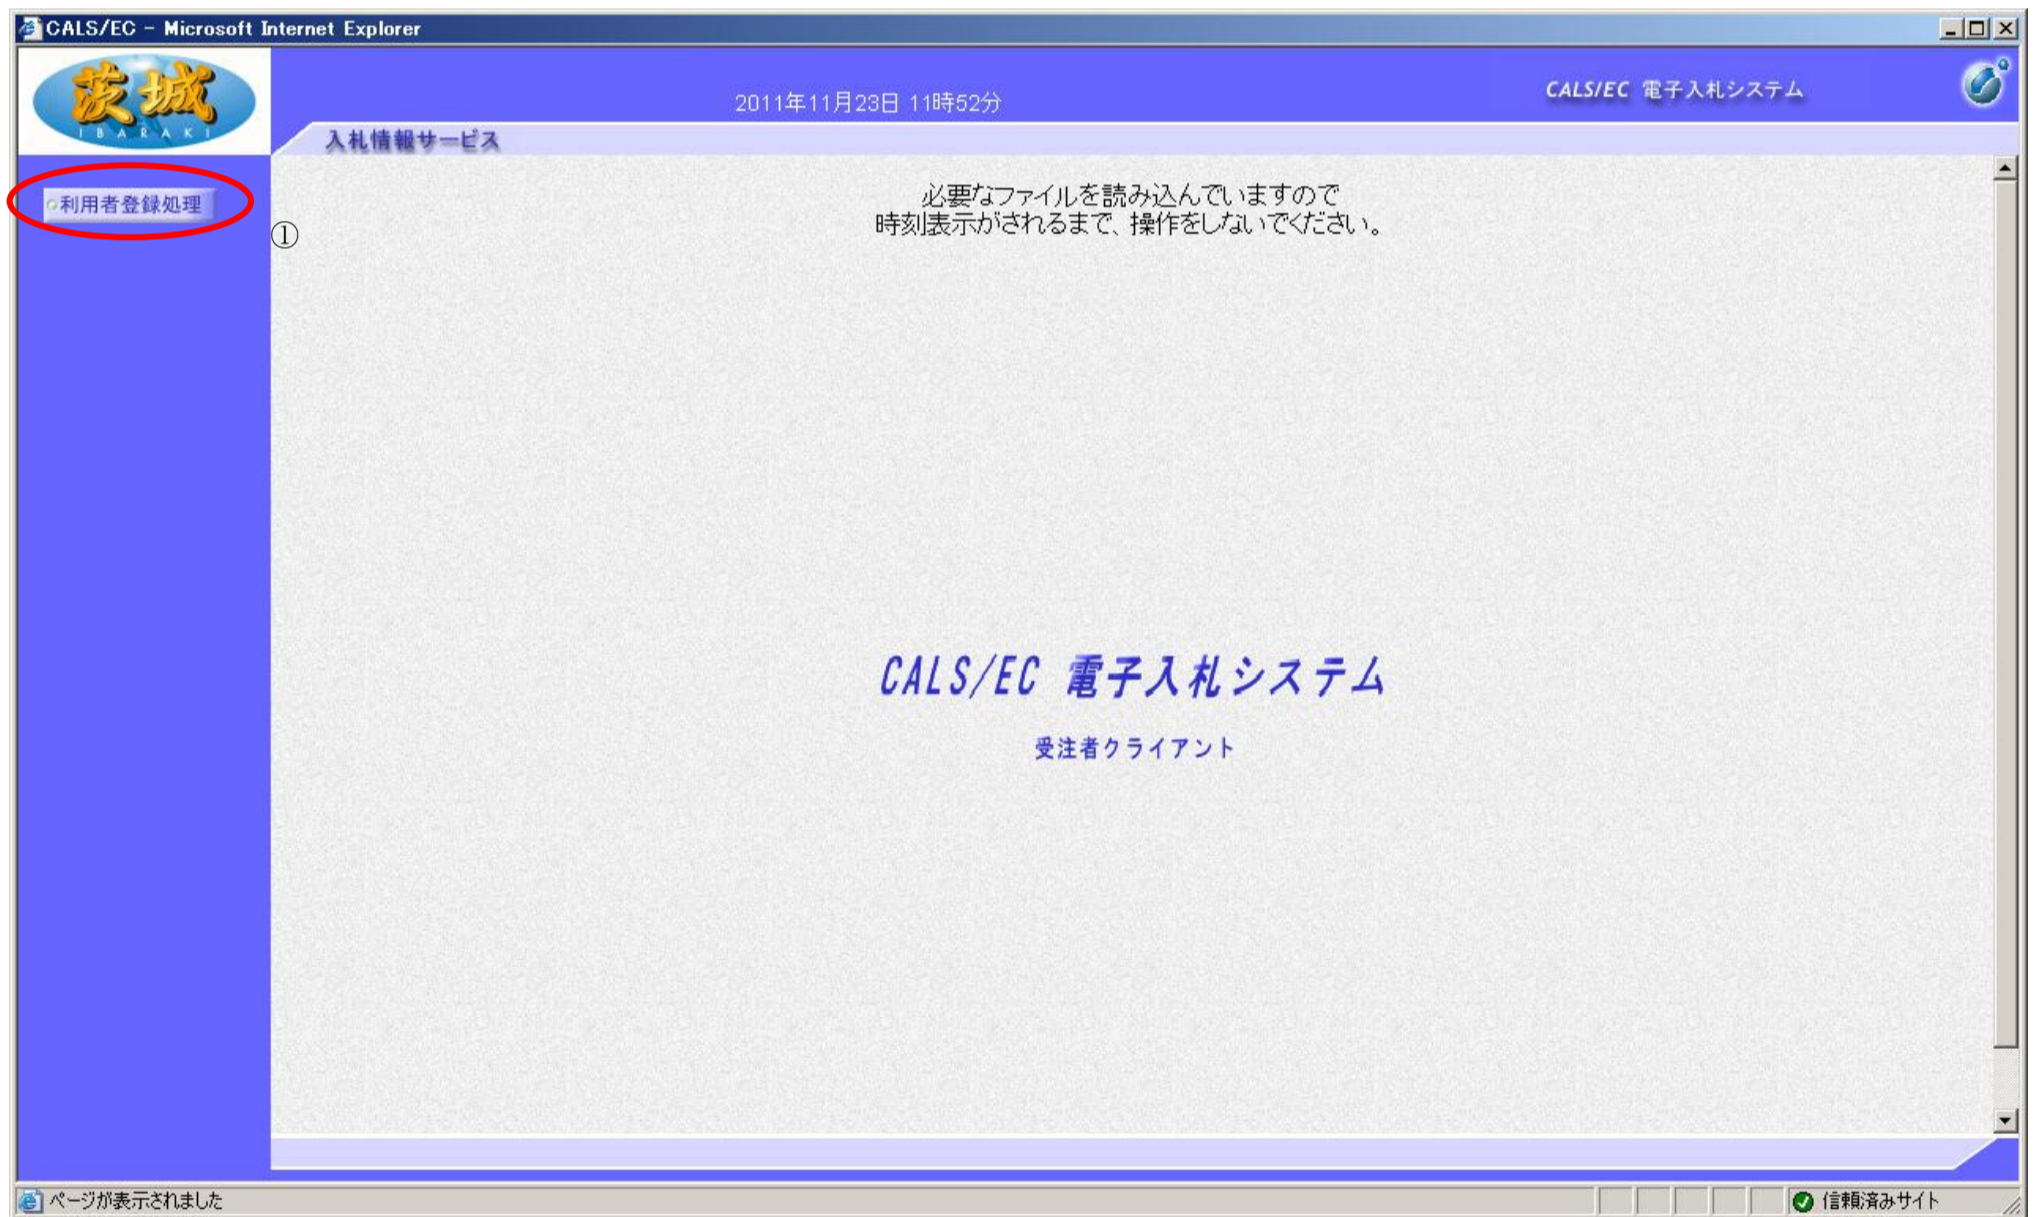 CALS/EC - Microsoft Internet Explorer
茨城
IBARAKI
2011年11月23日 11時52分
CALS/EC 電子入札システム
入札情報サービス
利用者登録処理
①
必要なファイルを読み込んでいますので
時刻表示がされるまで、操作をしないでください。
CALS/EC 電子入札システム
受注者クライアント
ページが表示されました
信頼済みサイト